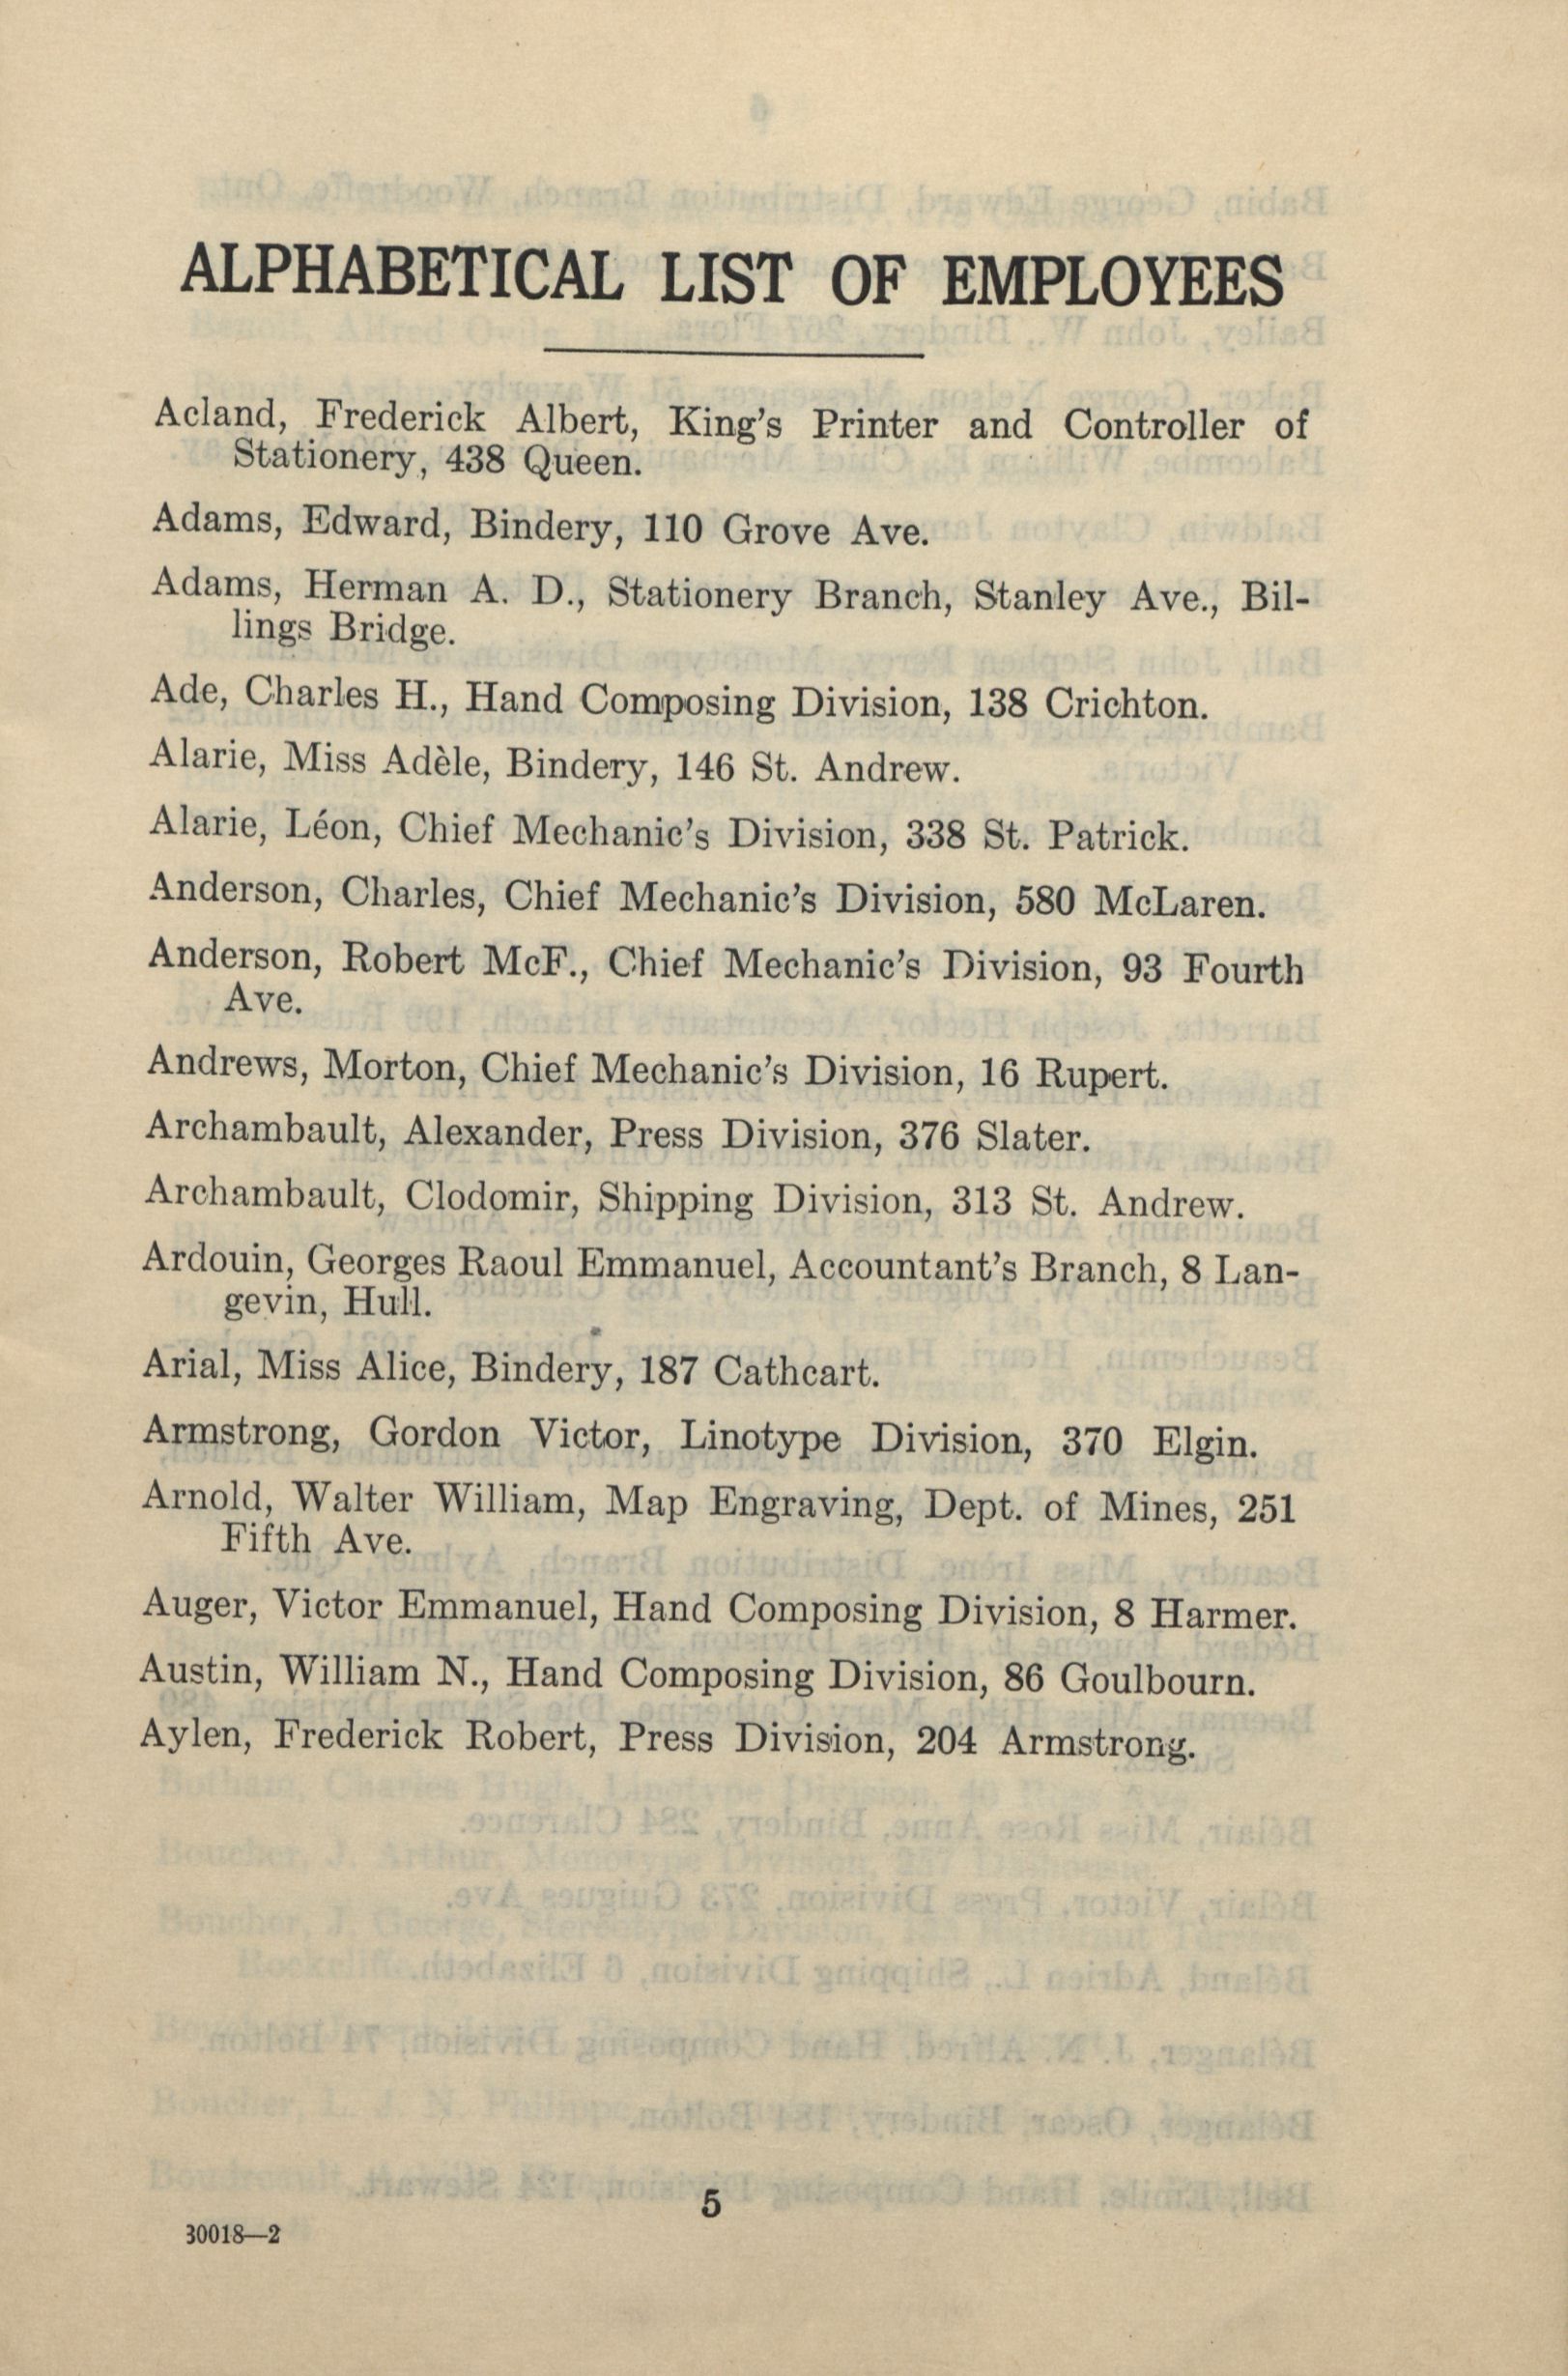 ALPHABETICAL LIST OF EMPLOYEES
Acland, Frederick Albert, King's Printer and Controller of
Stationery, 438 Queen.
Adams, Edward, Bindery, 110 Grove Ave.
Adams, Herman A. D., Stationery Branch, Stanley Ave., Bil-
lings Bridge.
Ade, Charles H., Hand Composing Division, 138 Crichton.
Alarie, Miss Adèle, Bindery, 146 St. Andrew.
Alarie, Léon, Chief Mechanic's Division, 338 St. Patrick.
Anderson, Charles, Chief Mechanic's Division, 580 McLaren.
Anderson, Robert McF., Chief Mechanic's Division, 93 Fourth
Ave.
Andrews, Morton, Chief Mechanic's Division, 16 Rupert.
Archambault, Alexander, Press Division, 376 Slater.
Archambault, Clodomir, Shipping Division, 313 St. Andrew.
Ardouin, Georges Raoul Emmanuel, Accountant's Branch, 8 Lan-
gevin, Hull.
Arial, Miss Alice, Bindery, 187 Cathcart.
Armstrong, Gordon Victor, Linotype Division, 370 Elgin.
Arnold, Walter William, Map Engraving, Dept. of Mines, 251
Fifth Ave.
Auger, Victor Emmanuel, Hand Composing Division, 8 Harmer.
Austin, William N., Hand Composing Division, 86 Goulbourn.
Aylen, Frederick Robert, Press Division, 204 Armstrong.
5
30018—2